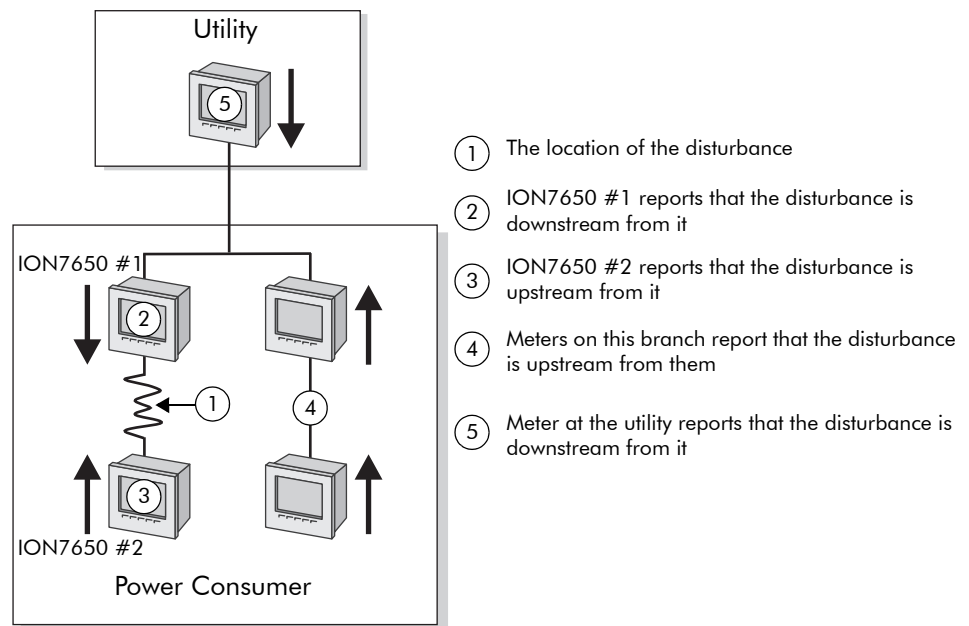 Utility
5
ION7650 #1
2
1
4
3
ION7650 #2
Power Consumer
1 The location of the disturbance
2 ION7650 #1 reports that the disturbance is
downstream from it
3 ION7650 #2 reports that the disturbance is
upstream from it
4 Meters on this branch report that the disturbance
is upstream from them
5 Meter at the utility reports that the disturbance is
downstream from it